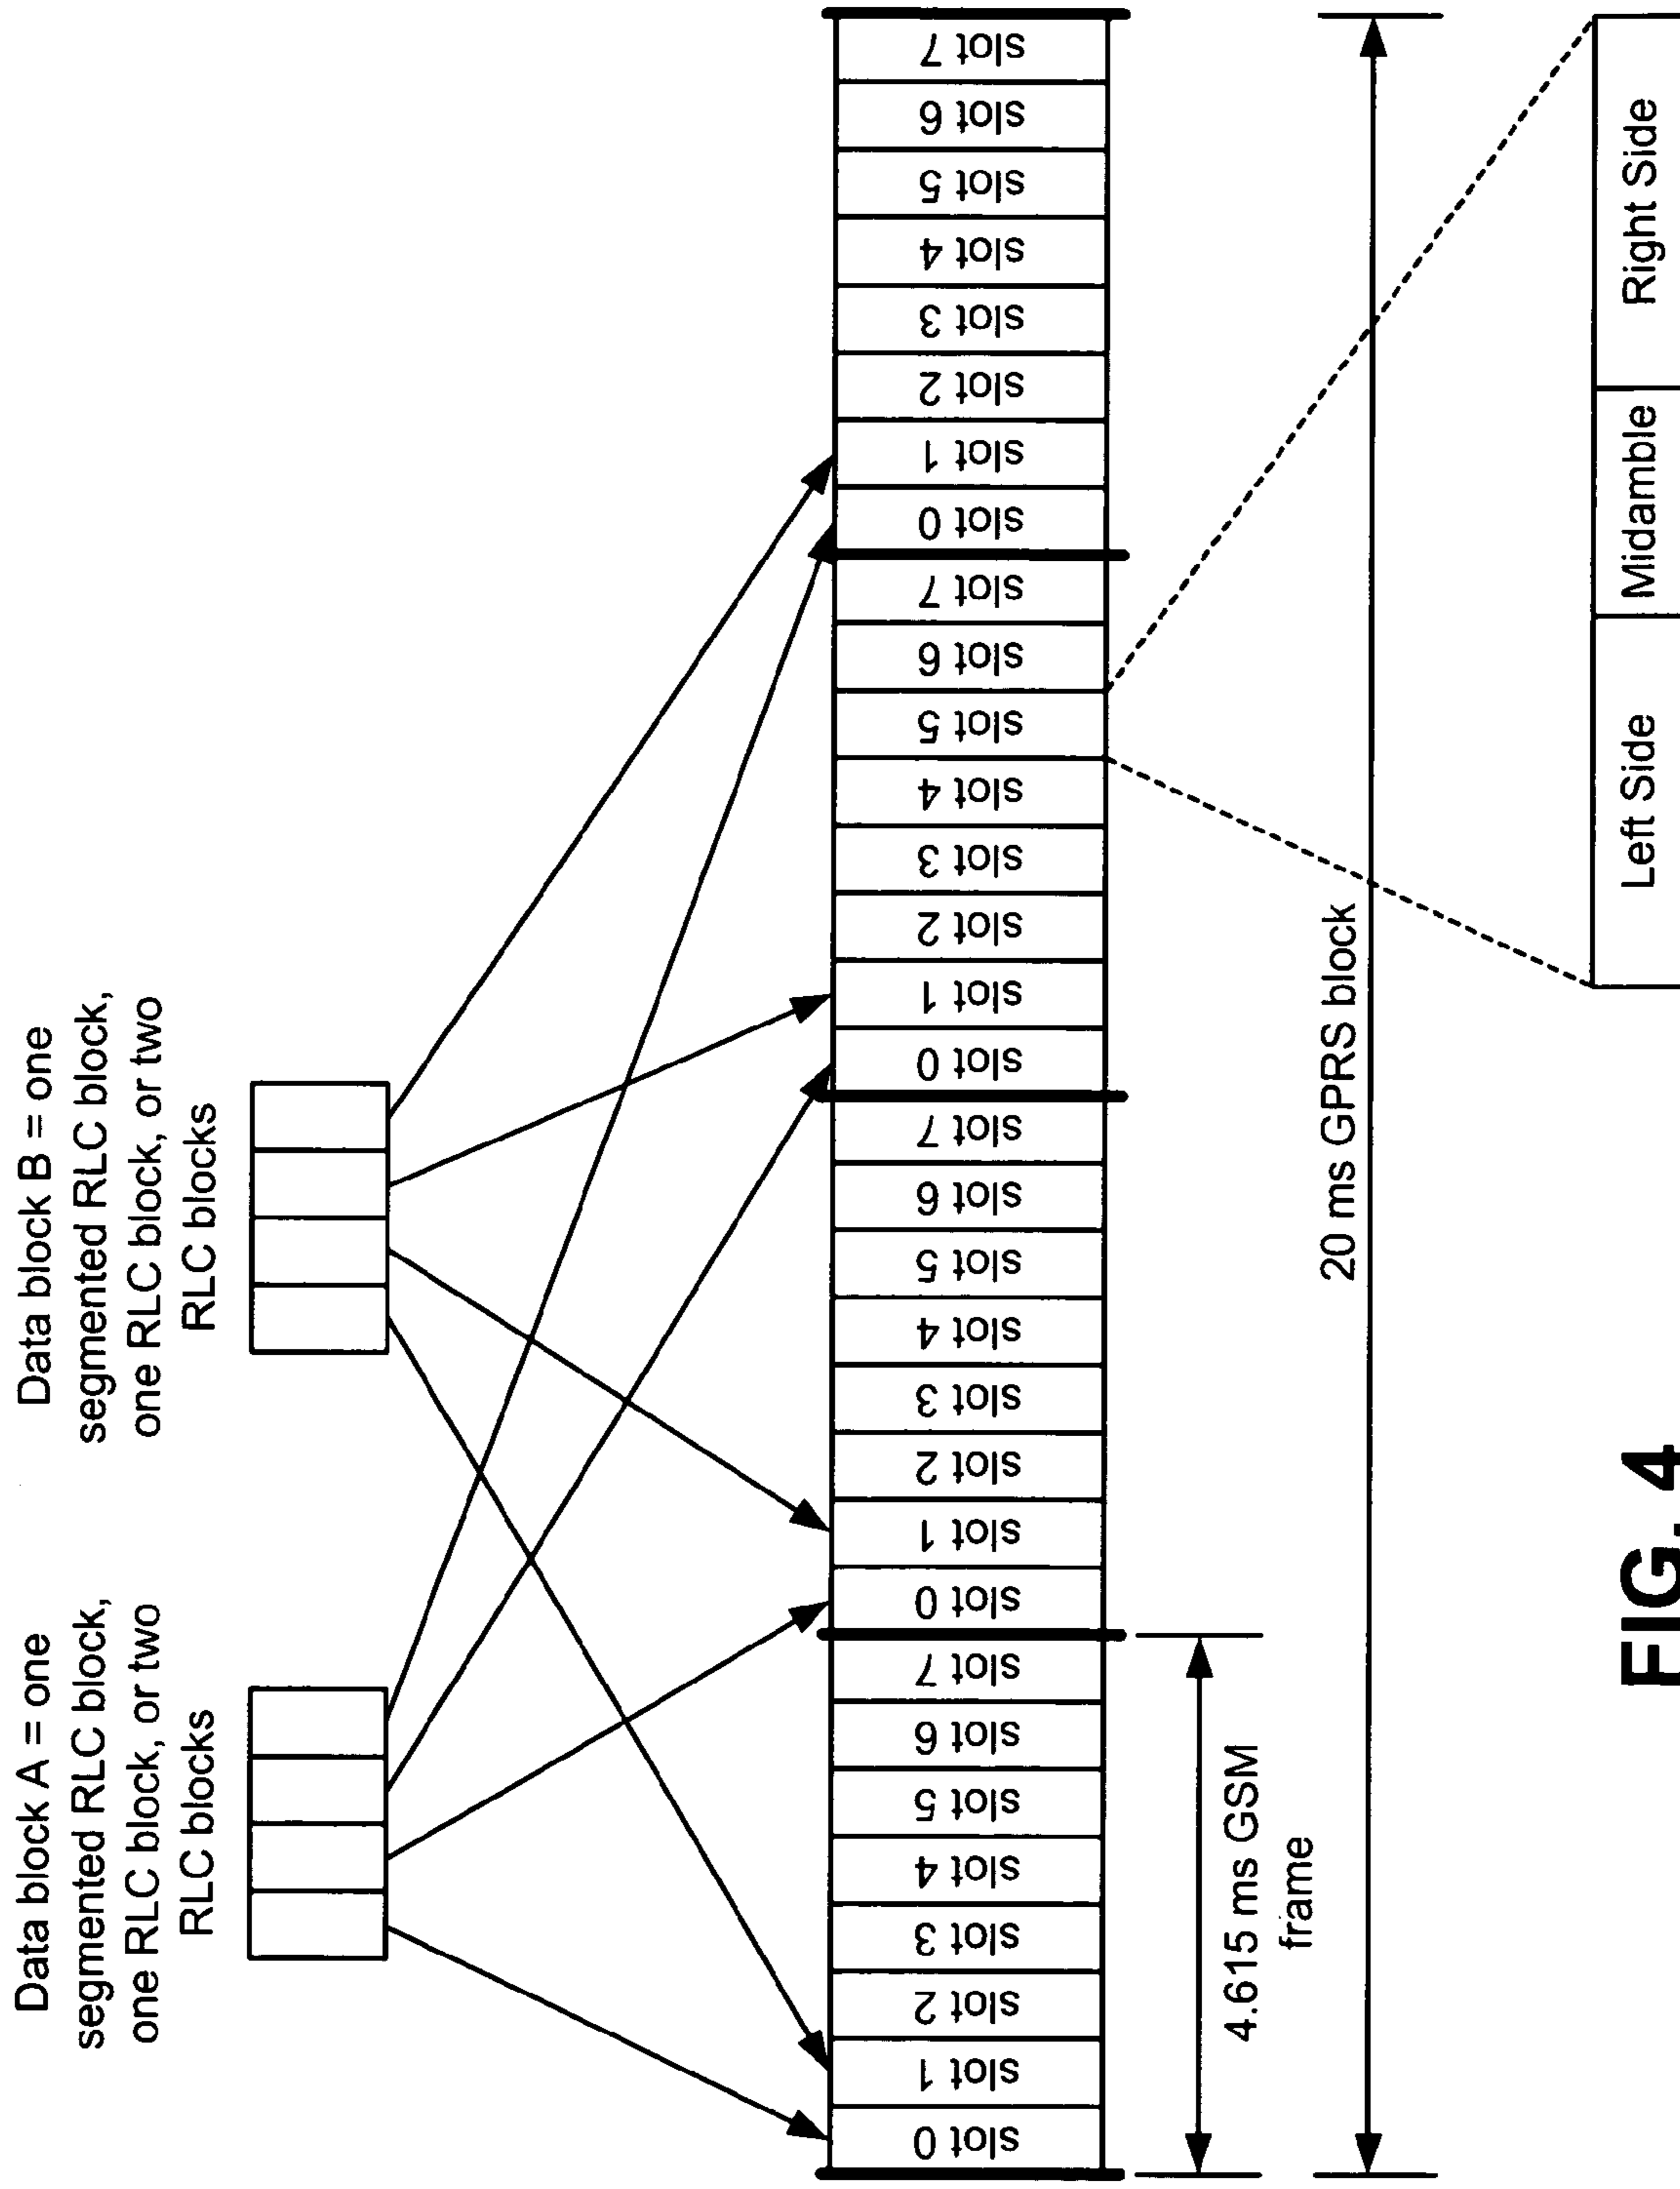 Data block A = one
segmented RLC block,
one RLC block, or two
RLC blocks
Data block B = one
segmented RLC block,
one RLC block, or two
RLC blocks
slot 0
slot 1
slot 2
slot 3
slot 4
slot 5
slot 6
slot 7
slot 0
slot 1
slot 2
slot 3
slot 4
slot 5
slot 6
slot 7
slot 0
slot 1
slot 2
slot 3
slot 4
slot 5
slot 6
slot 7
slot 0
slot 1
slot 2
slot 3
slot 4
slot 5
slot 6
slot 7
4.615 ms GSM
frame
20 ms GPRS block
Left Side
Midamble
Right Side
FIG. 4